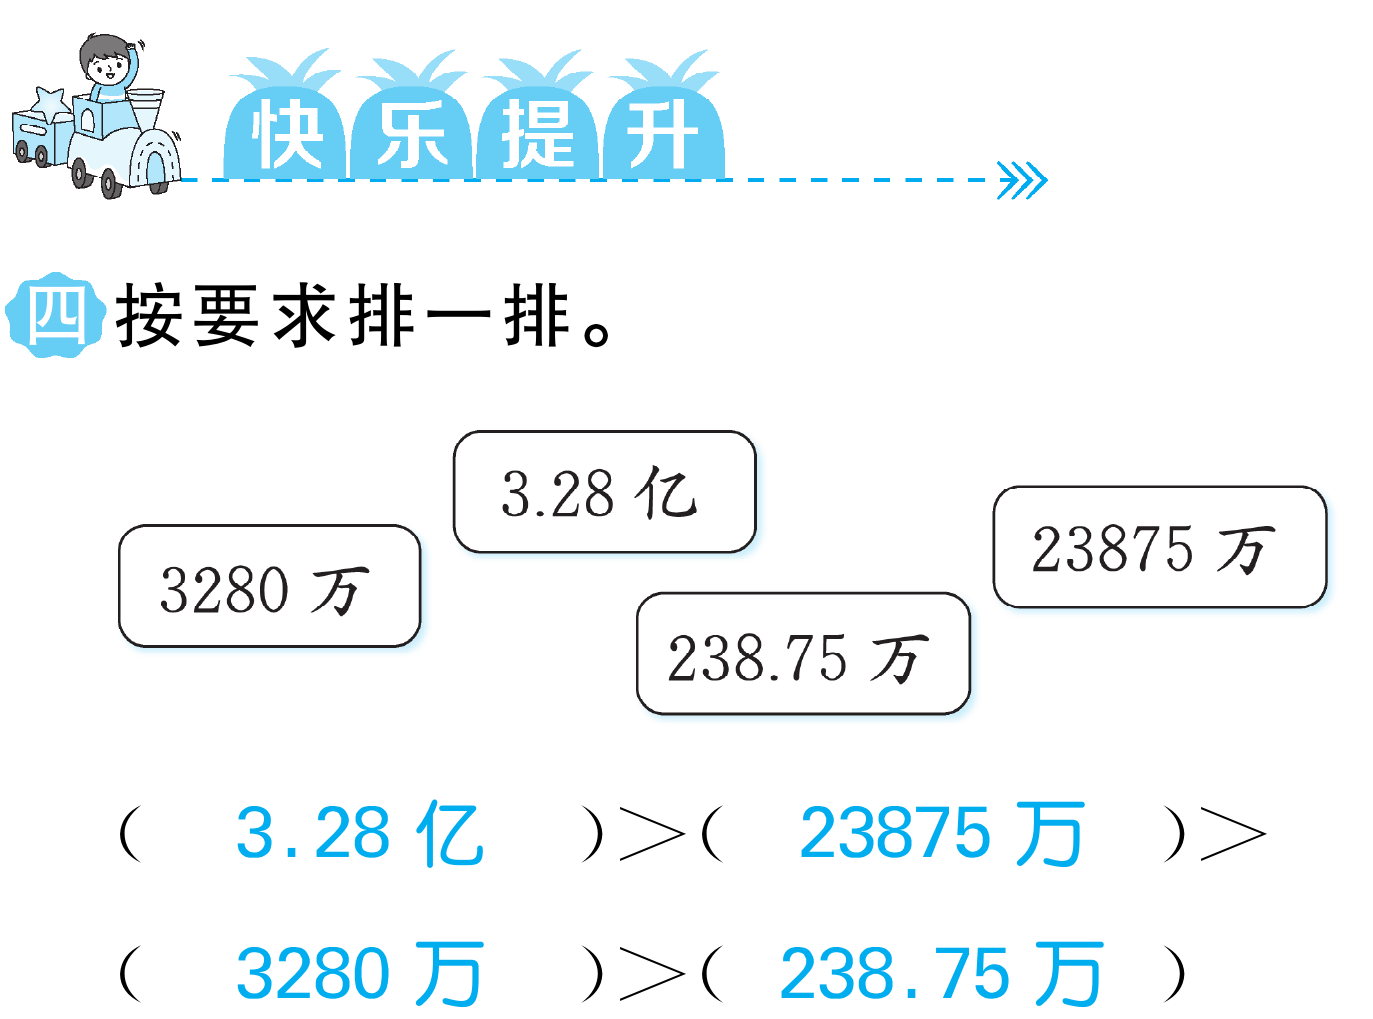 快乐提升
四 按要求排一排。
3.28 亿
3280 万
23875 万
238.75 万
( 3.28 亿 )>( 23875 万 )>
( 3280 万 )>( 238.75 万 )